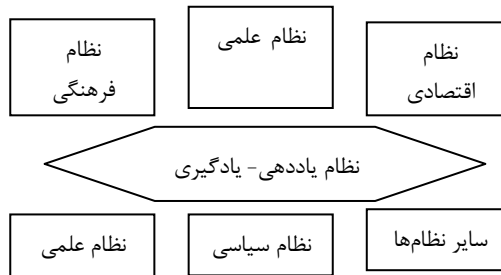 نظام
اقتصادی
نظام علمی
نظام
فرهنگی
نظام یاددهی- یادگیری
سایر نظام‌ها
نظام سیاسی
نظام علمی